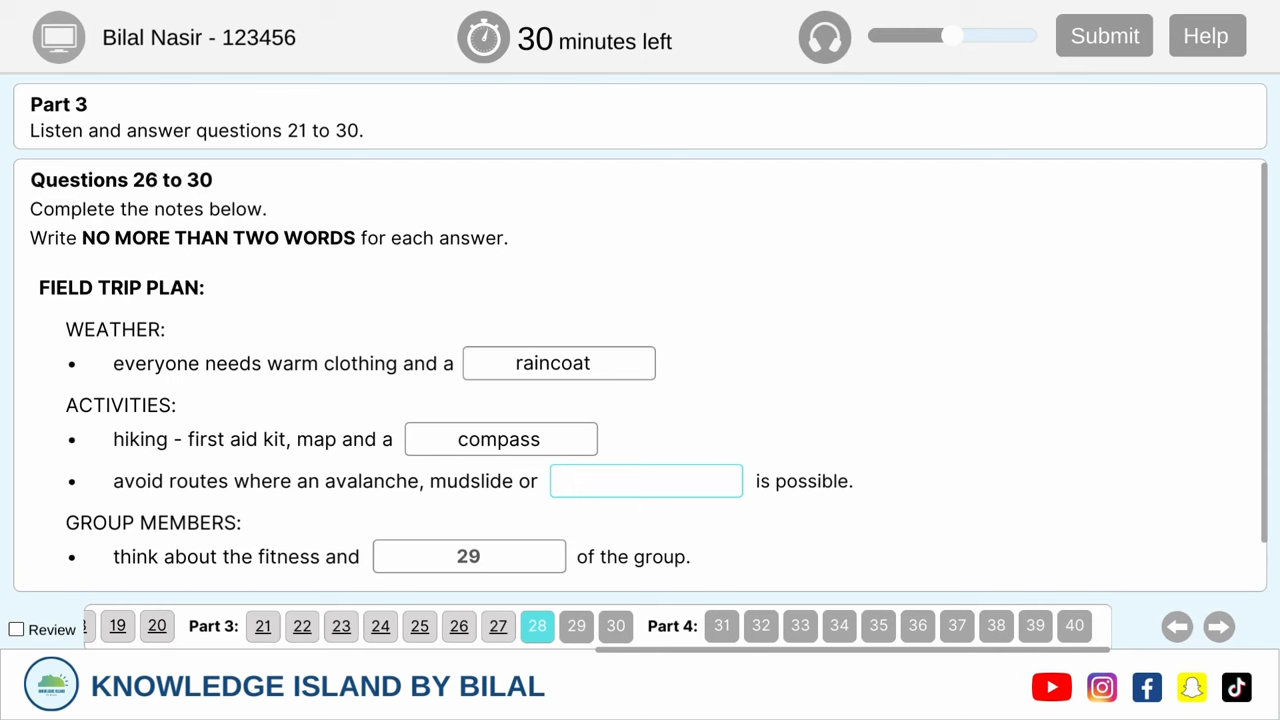 Bilal Nasir - 123456
30 minutes left
Submit
Help
Part 3
Listen and answer questions 21 to 30.
Questions 26 to 30
Complete the notes below.
Write NO MORE THAN TWO WORDS for each answer.
FIELD TRIP PLAN:
WEATHER:
• everyone needs warm clothing and a raincoat
ACTIVITIES:
• hiking - first aid kit, map and a compass
• avoid routes where an avalanche, mudslide or is possible.
GROUP MEMBERS:
• think about the fitness and 29 of the group.
Review 19 20 Part 3: 21 22 23 24 25 26 27 28 29 30 Part 4: 31 32 33 34 35 36 37 38 39 40
KNOWLEDGE ISLAND BY BILAL